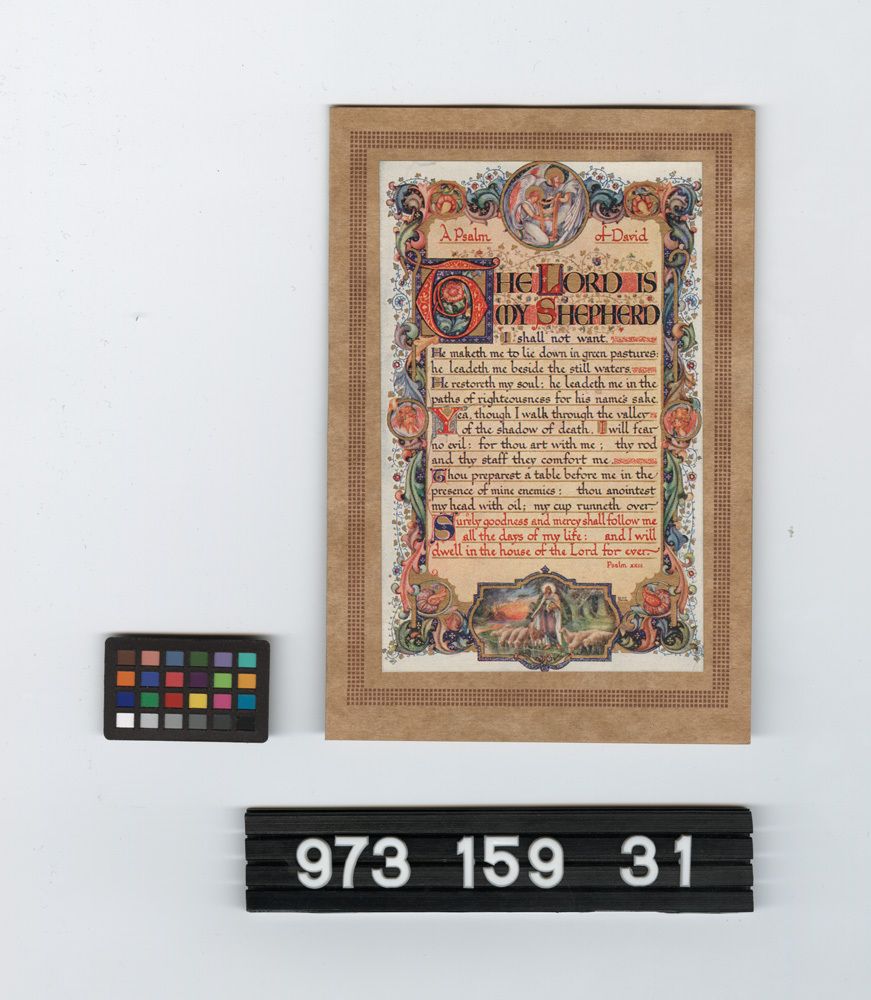 A Psalm of David
THE LORD IS
MY SHEPHERD
I shall not want.
He maketh me to lie down in green pastures:
he leadeth me beside the still waters.
He restoreth my soul: he leadeth me in the
paths of righteousness for his name's sake.
Yea, though I walk through the valley
of the shadow of death, I will fear
no evil: for thou art with me; thy rod
and thy staff they comfort me.
Thou preparest a table before me in the
presence of mine enemies: thou anointest
my head with oil; my cup runneth over.
Surely goodness and mercy shall follow me
all the days of my life: and I will
dwell in the house of the Lord for ever.
Psalm xxiii
973 159 31